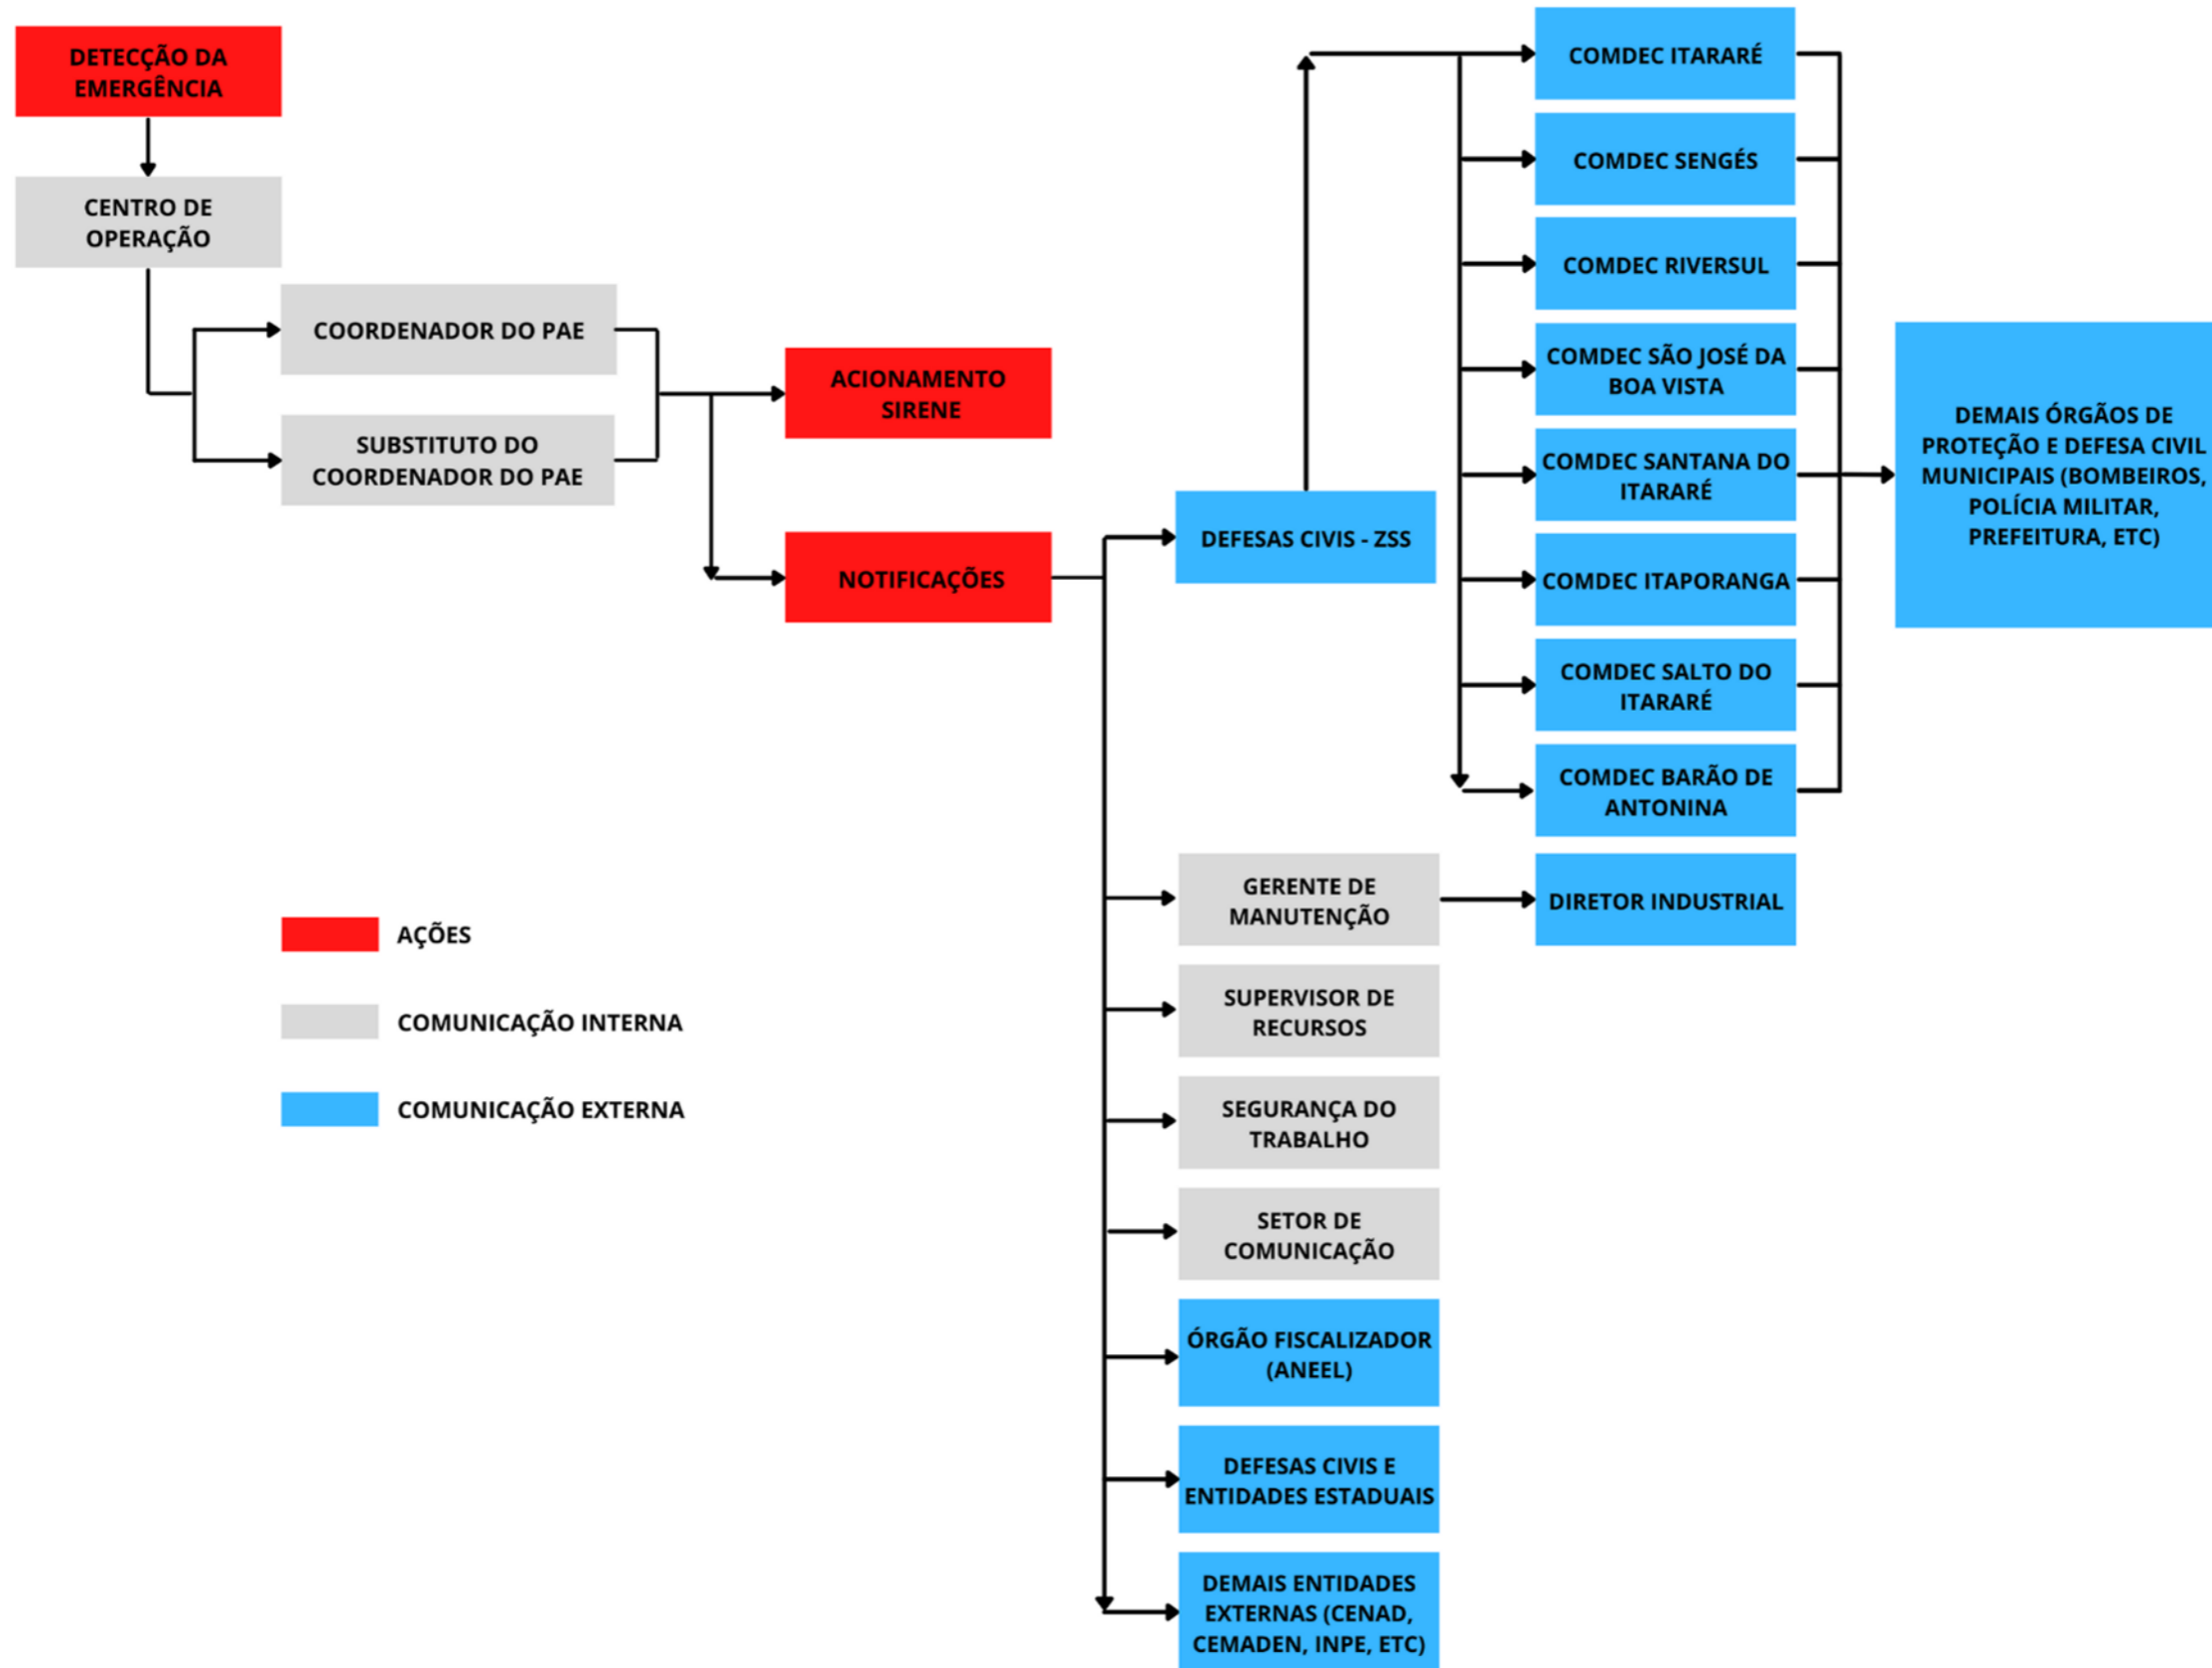 DETECÇÃO DA
EMERGÊNCIA
CENTRO DE
OPERAÇÃO
COORDENADOR DO PAE
SUBSTITUTO DO
COORDENADOR DO PAE
ACIONAMENTO
SIRENE
NOTIFICAÇÕES
DEFESAS CIVIS - ZSS
COMDEC ITARARÉ
COMDEC SENGÉS
COMDEC RIVERSUL
COMDEC SÃO JOSÉ DA
BOA VISTA
COMDEC SANTANA DO
ITARARÉ
COMDEC ITAPORANGA
COMDEC SALTO DO
ITARARÉ
COMDEC BARÃO DE
ANTONINA
DEMAIS ÓRGÃOS DE
PROTEÇÃO E DEFESA CIVIL
MUNICIPAIS (BOMBEIROS,
POLÍCIA MILITAR,
PREFEITURA, ETC)
GERENTE DE
MANUTENÇÃO
DIRETOR INDUSTRIAL
SUPERVISOR DE
RECURSOS
SEGURANÇA DO
TRABALHO
SETOR DE
COMUNICAÇÃO
ÓRGÃO FISCALIZADOR
(ANEEL)
DEFESAS CIVIS E
ENTIDADES ESTADUAIS
DEMAIS ENTIDADES
EXTERNAS (CENAD,
CEMADEN, INPE, ETC)
AÇÕES
COMUNICAÇÃO INTERNA
COMUNICAÇÃO EXTERNA